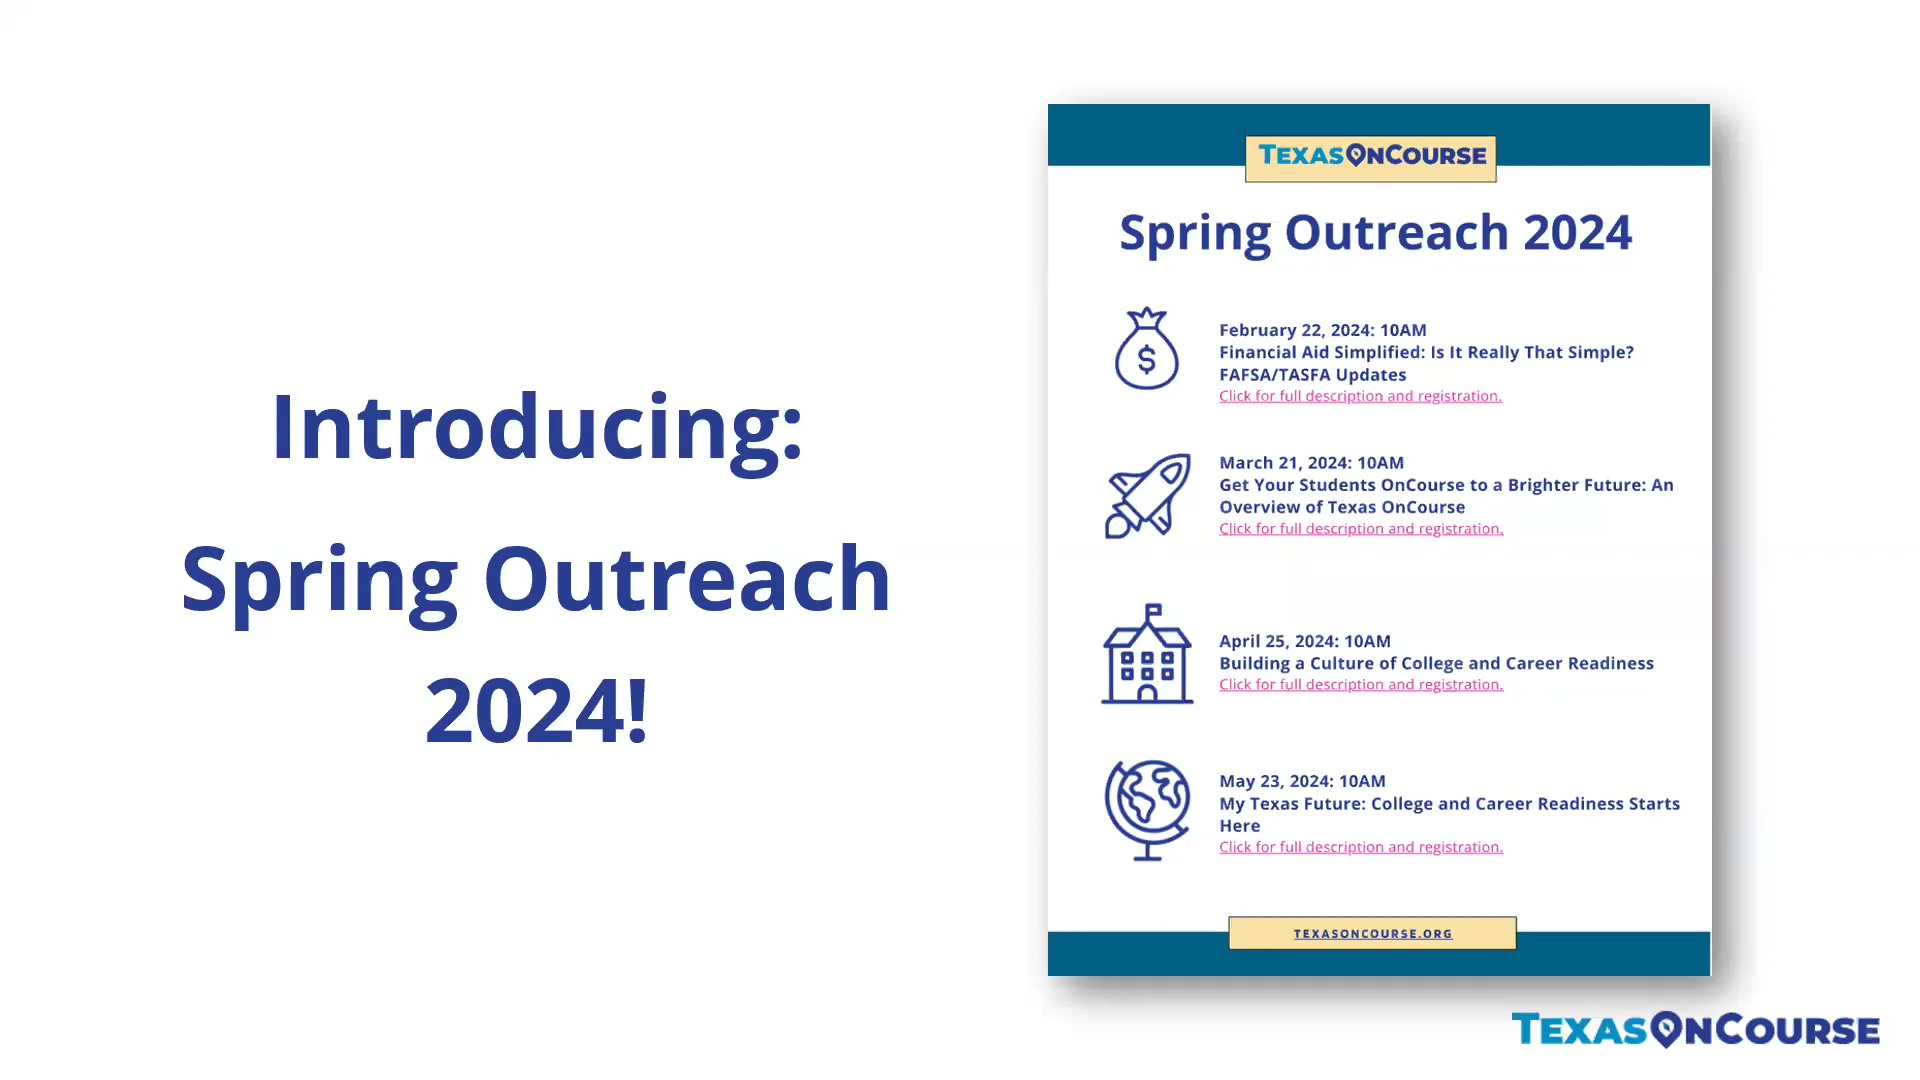 Introducing:
Spring Outreach
2024!
TEXASONCOURSE
Spring Outreach 2024
$
February 22, 2024: 10AM
Financial Aid Simplified: Is It Really That Simple?
FAFSA/TASFA Updates
Click for full description and registration.
March 21, 2024: 10AM
Get Your Students OnCourse to a Brighter Future: An
Overview of Texas OnCourse
Click for full description and registration.
April 25, 2024: 10AM
Building a Culture of College and Career Readiness
Click for full description and registration.
May 23, 2024: 10AM
My Texas Future: College and Career Readiness Starts
Here
Click for full description and registration.
TEXASONCOURSE.ORG
TEXASONCOURSE